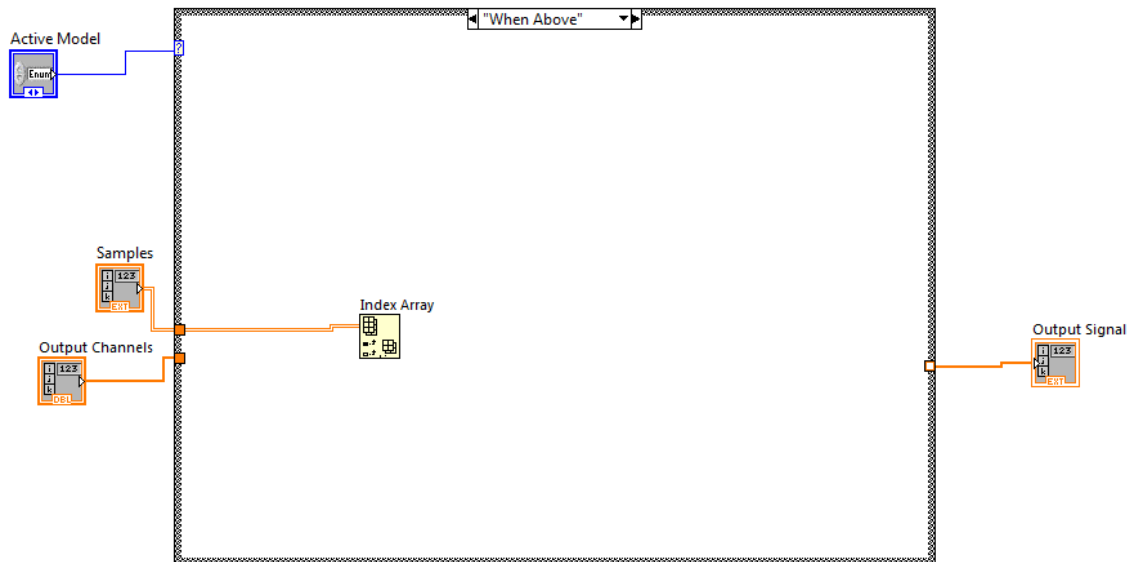 "When Above"
Active Model
?
Enum
Samples
i 123
j
k
EXT
Index Array
Output Channels
i 123
j
k
DBL
Output Signal
i 123
j
k
EXT